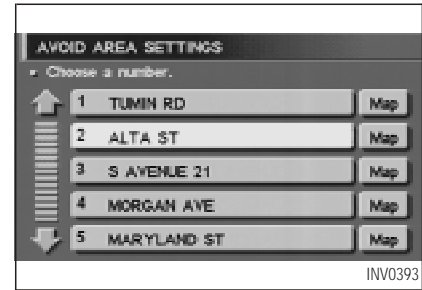 AVOID AREA SETTINGS
Choose a number.
1 TUMIN RD Map
2 ALTA ST Map
3 S AVENUE 21 Map
4 MORGAN AVE Map
5 MARYLAND ST Map
INV0393